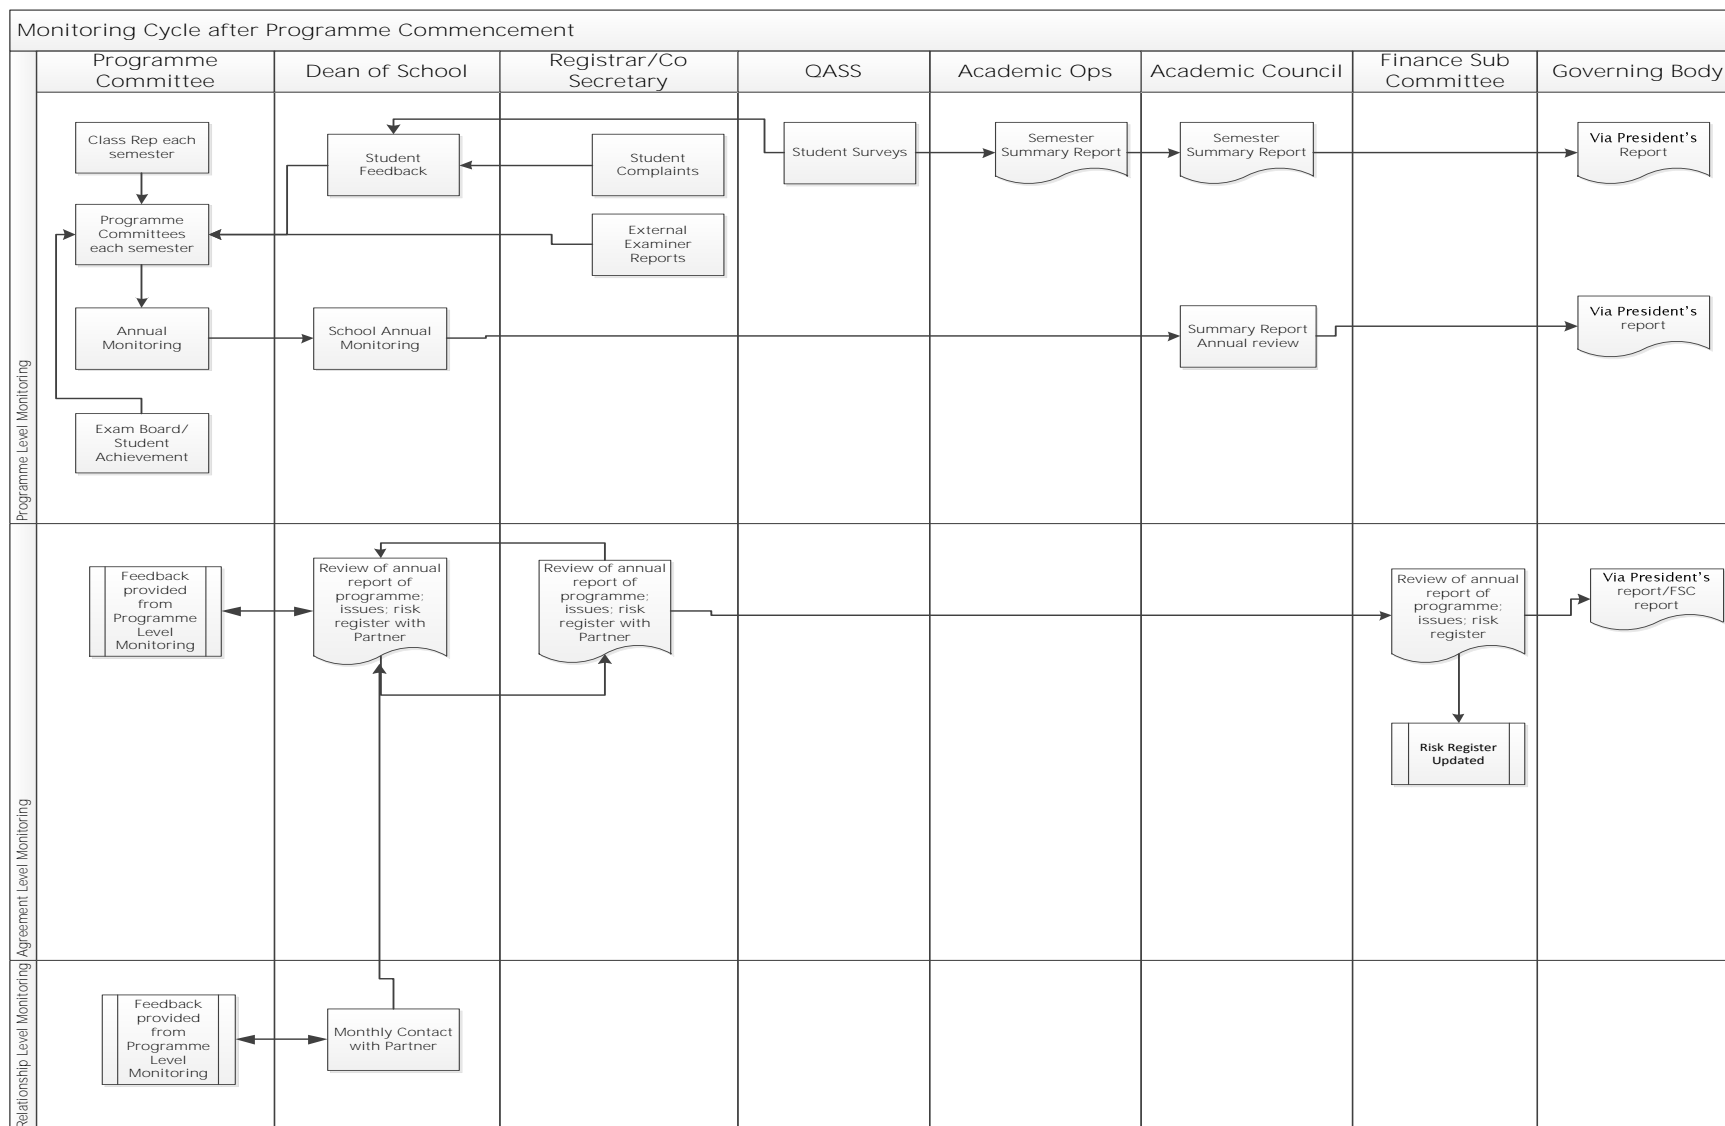 Monitoring Cycle after Programme Commencement
Programme
Committee
Dean of School
Registrar/Co
Secretary
QASS
Academic Ops
Academic Council
Finance Sub
Committee
Governing Body
Programme Level Monitoring
Class Rep each
semester
Student
Feedback
Student
Complaints
Student Surveys
Semester
Summary Report
Semester
Summary Report
Via President's
Report
Programme
Committees
each semester
External
Examiner
Reports
Annual
Monitoring
School Annual
Monitoring
Summary Report
Annual review
Via President's
report
Exam Board/
Student
Achievement
Agreement Level Monitoring
Feedback
provided
from
Programme
Level
Monitoring
Review of annual
report of
programme;
issues; risk
register with
Partner
Review of annual
report of
programme;
issues; risk
register with
Partner
Review of annual
report of
programme;
issues; risk
register
Via President's
report/FSC
report
Risk Register
Updated
Relationship Level Monitoring
Feedback
provided
from
Programme
Level
Monitoring
Monthly Contact
with Partner